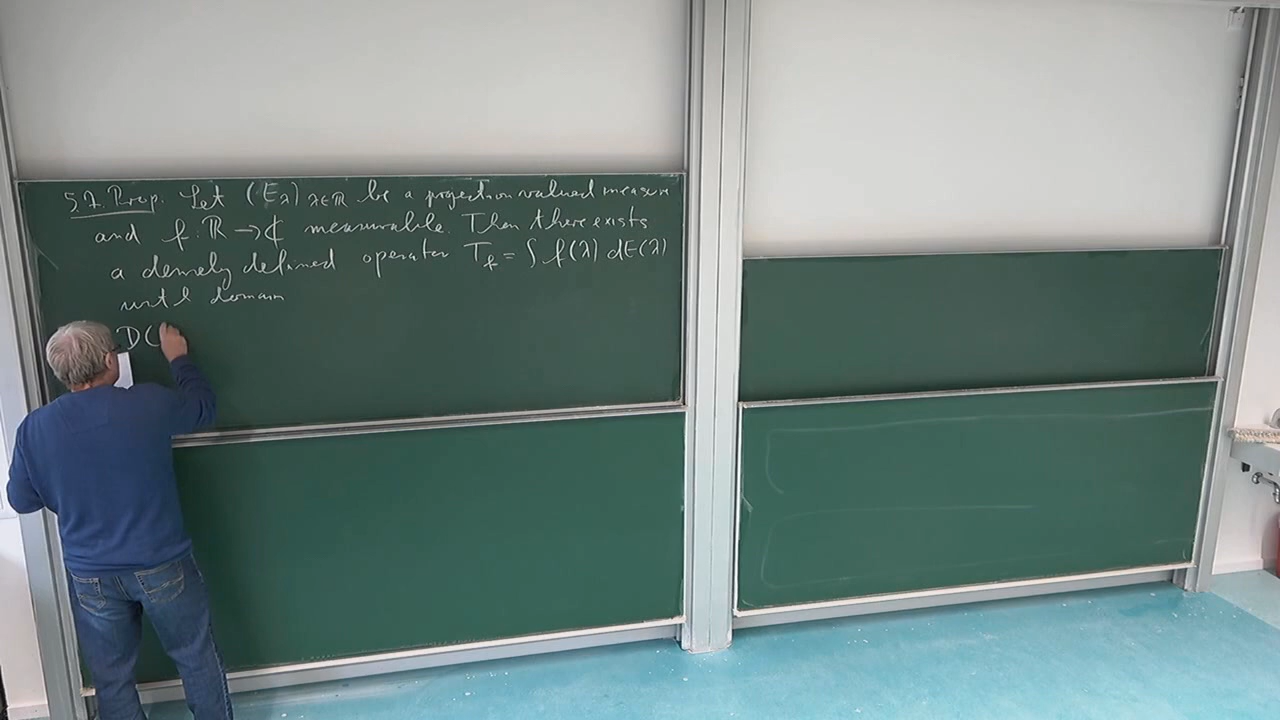 5.7. Prop. Let (E_λ)_{λ∈ℝ} be a projection valued measure
and f: ℝ → ℂ measurable. Then there exists
a densely defined operator T_f = ∫ f(λ) dE(λ)
with domain
D(